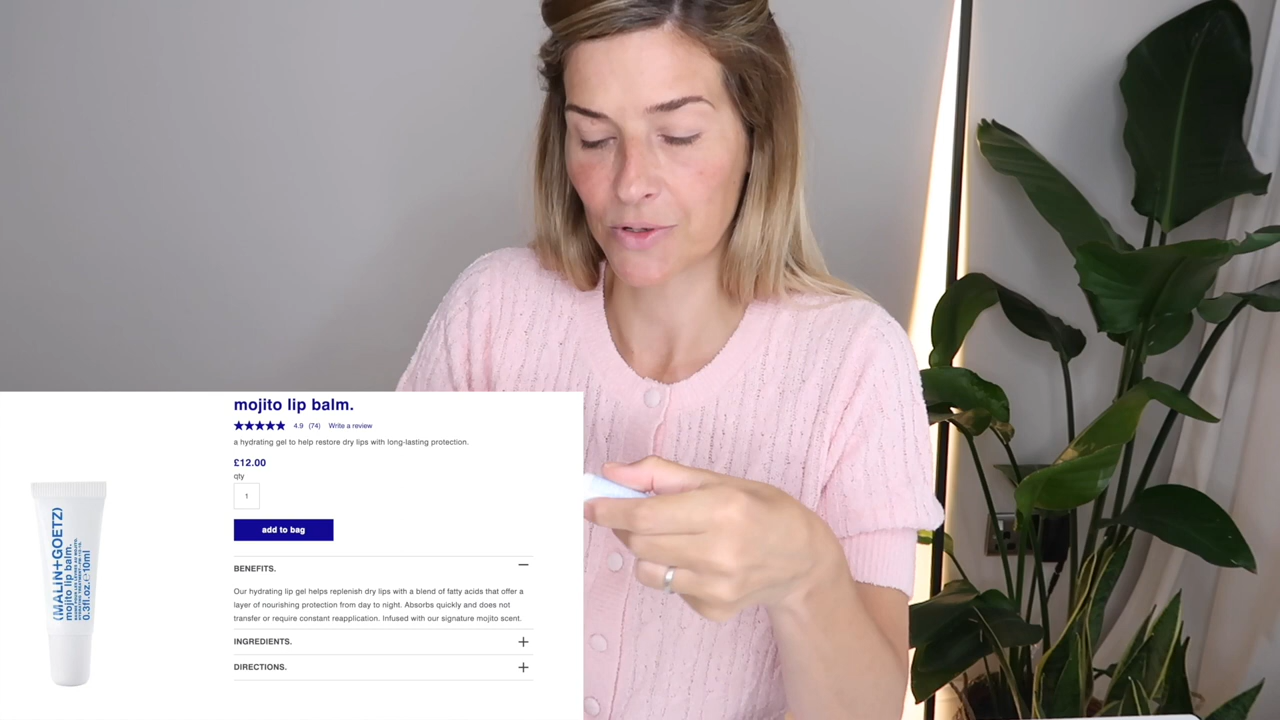 mojito lip balm.
4.9 (74) Write a review
a hydrating gel to help restore dry lips with long-lasting protection.
£12.00
qty
1
add to bag
BENEFITS.
Our hydrating lip gel helps replenish dry lips with a blend of fatty acids that offer a
layer of nourishing protection from day to night. Absorbs quickly and does not
transfer or require constant reapplication. Infused with our signature mojito scent.
INGREDIENTS.
DIRECTIONS.
(MALIN+GOETZ)
mojito lip balm.
0.3fl.oz.℮10ml